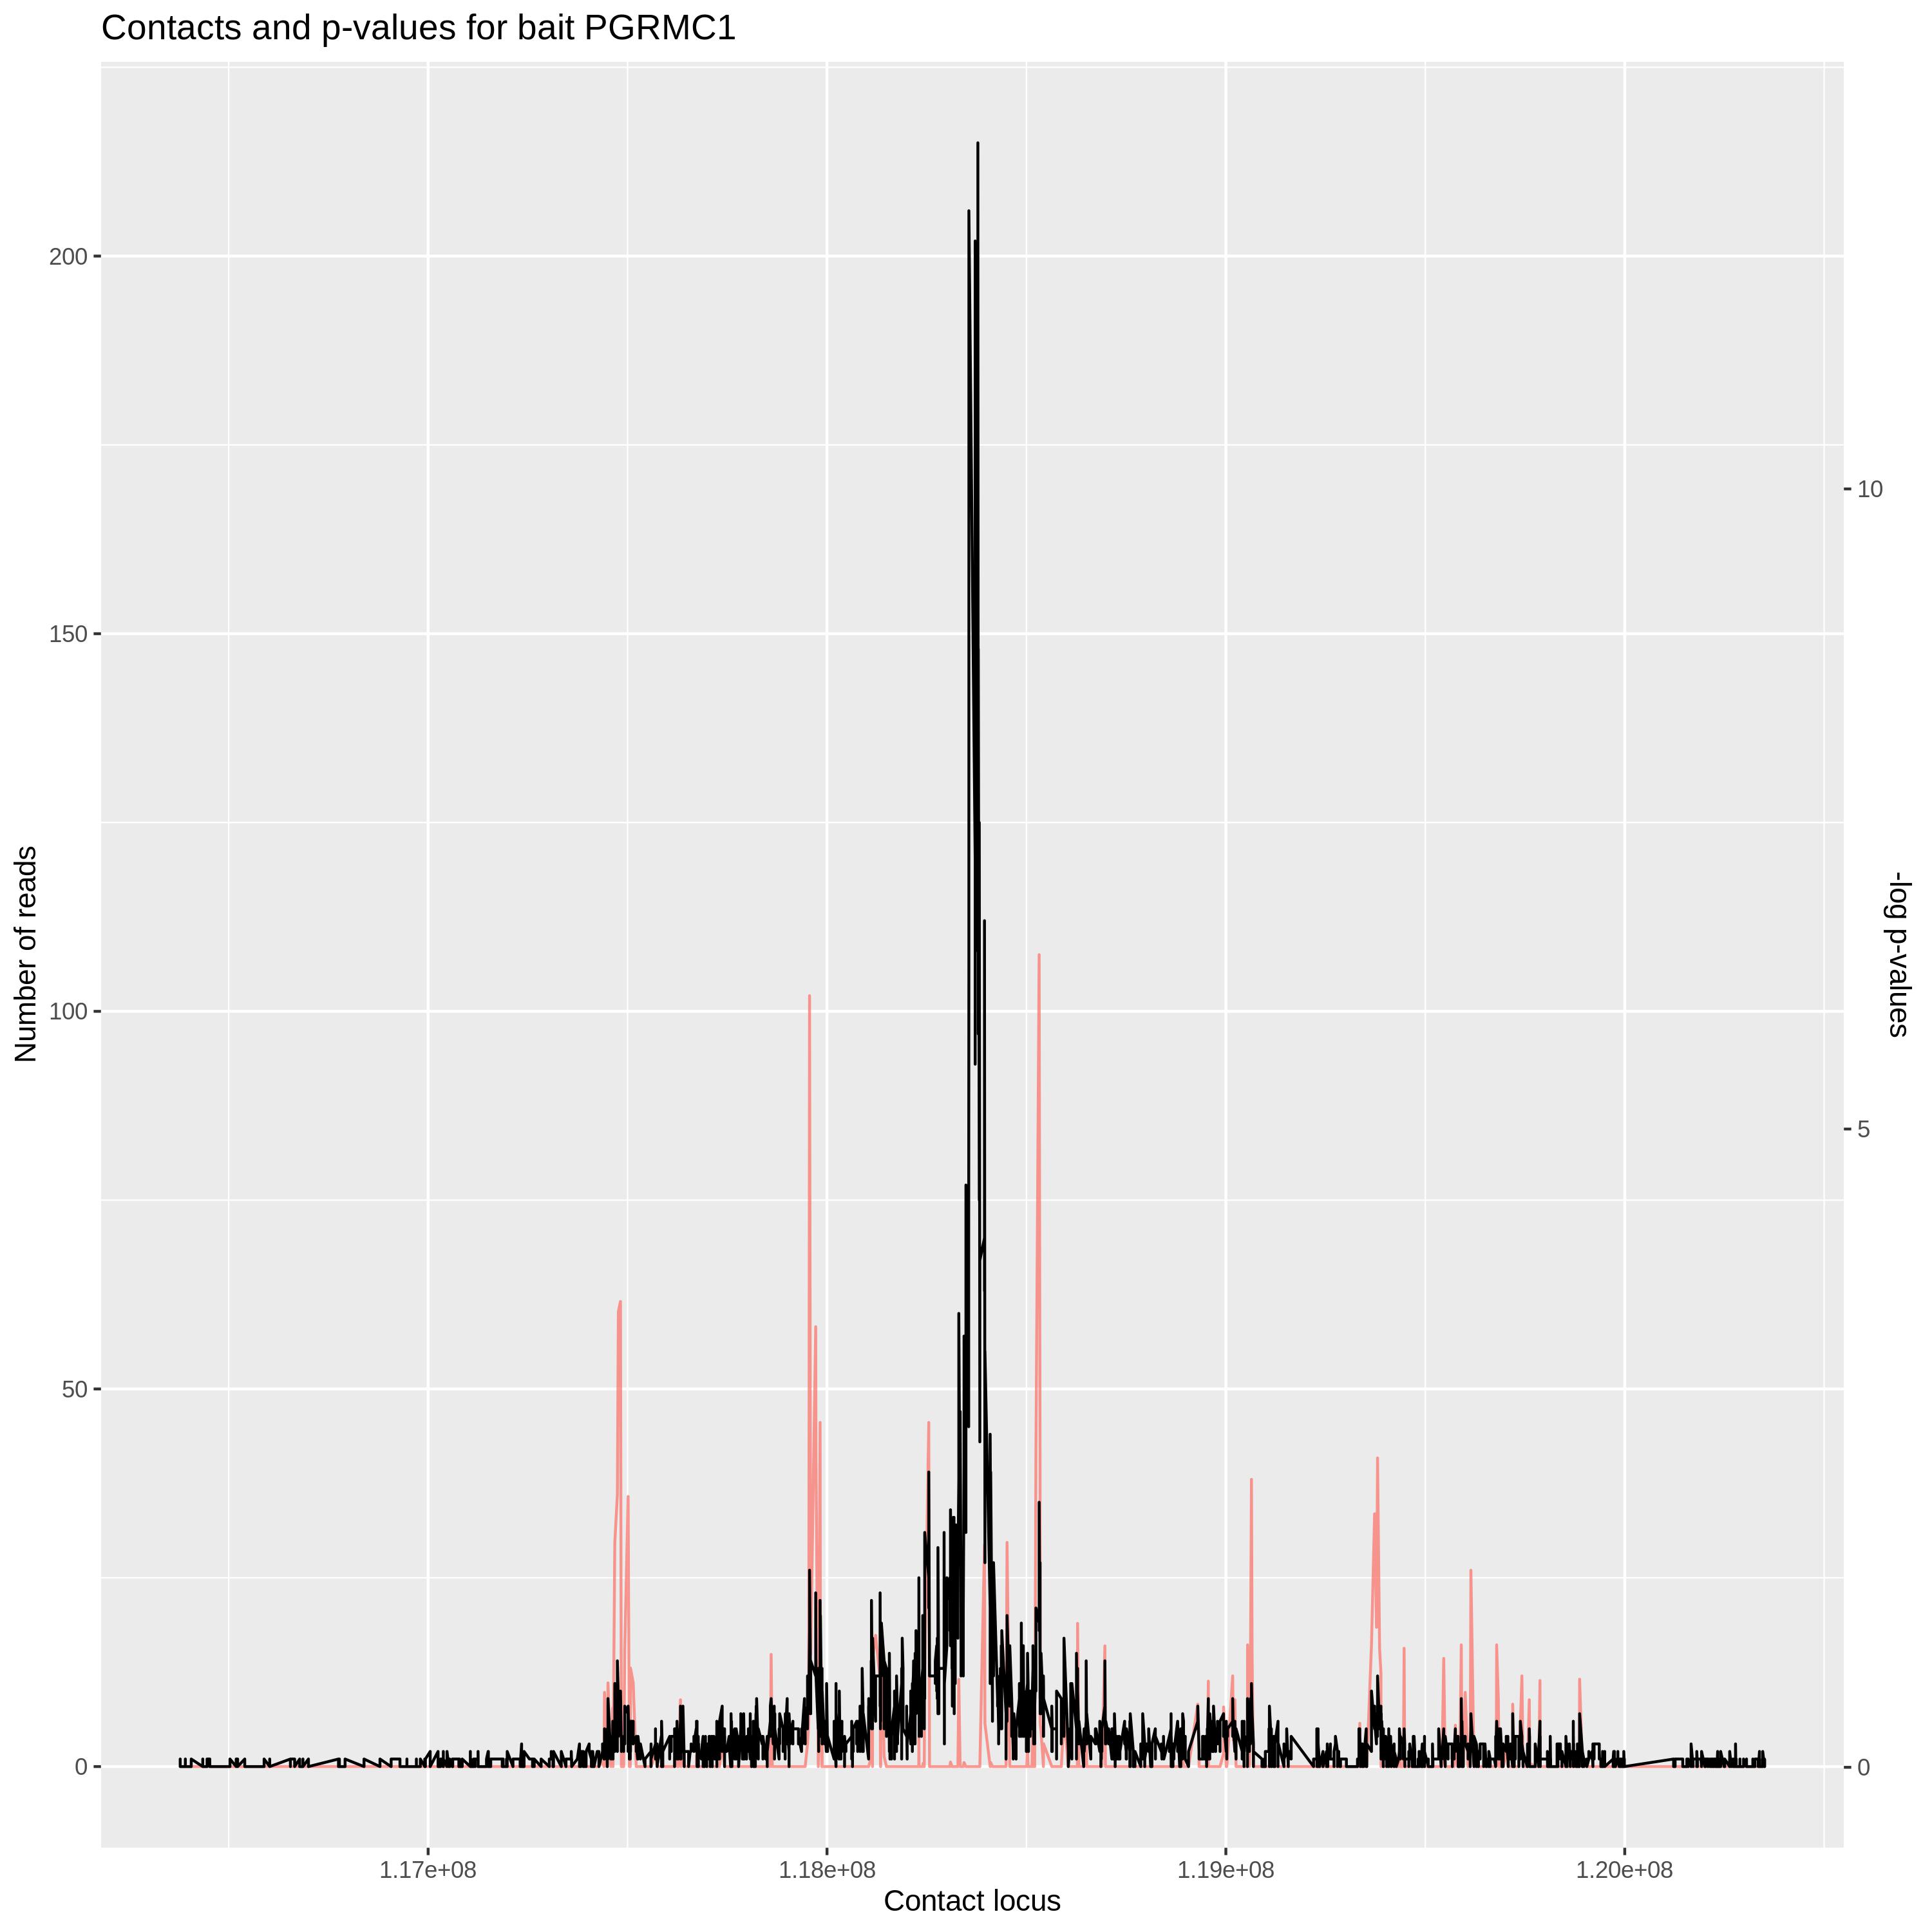 Contacts and p-values for bait PGRMC1
200
150
100
50
0
Number of reads
10
5
0
-log p-values
1.17e+08
1.18e+08
1.19e+08
1.20e+08
Contact locus